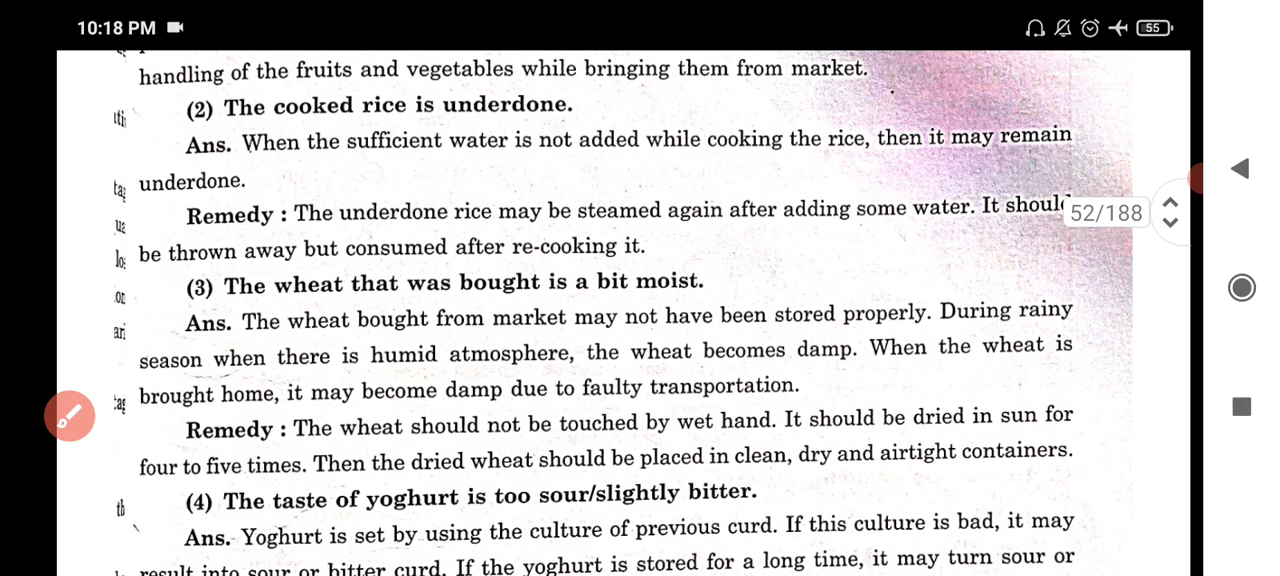 10:18 PM
55
handling of the fruits and vegetables while bringing them from market.
(2) The cooked rice is underdone.
Ans. When the sufficient water is not added while cooking the rice, then it may remain
underdone.
Remedy : The underdone rice may be steamed again after adding some water. It
52/188
be thrown away but consumed after re-cooking it.
(3) The wheat that was bought is a bit moist.
Ans. The wheat bought from market may not have been stored properly. During rainy
season when there is humid atmosphere, the wheat becomes damp. When the wheat is
brought home, it may become damp due to faulty transportation.
Remedy : The wheat should not be touched by wet hand. It should be dried in sun for
four to five times. Then the dried wheat should be placed in clean, dry and airtight containers.
(4) The taste of yoghurt is too sour/slightly bitter.
Ans. Yoghurt is set by using the culture of previous curd. If this culture is bad, it may
result into sour or bitter curd. If the yoghurt is stored for a long time, it may turn sour or